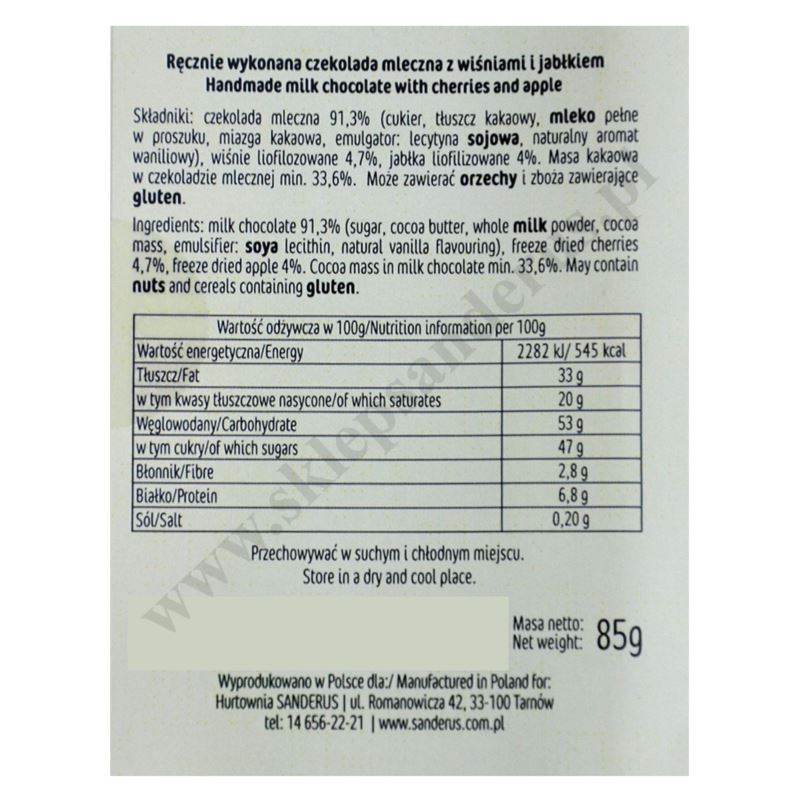 Ręcznie wykonana czekolada mleczna z wiśniami i jabłkiem
Handmade milk chocolate with cherries and apple
Składniki: czekolada mleczna 91,3% (cukier, tłuszcz kakaowy, mleko pełne
w proszuku, miazga kakaowa, emulgator: lecytyna sojowa, naturalny aromat
waniliowy), wiśnie liofilozowane 4,7%, jabłka liofilizowane 4%. Masa kakaowa
w czekoladzie mlecznej min. 33,6%. Może zawierać orzechy i zboża zawierające
gluten.
Ingredients: milk chocolate 91,3% (sugar, cocoa butter, whole milk powder, cocoa
mass, emulsifier: soya lecithin, natural vanilla flavouring), freeze dried cherries
4,7%, freeze dried apple 4%. Cocoa mass in milk chocolate min. 33,6%. May contain
nuts and cereals containing gluten.
Wartość odżywcza w 100g/Nutrition information per 100g
Wartość energetyczna/Energy 2282 kJ/ 545 kcal
Tłuszcz/Fat 33 g
w tym kwasy tłuszczowe nasycone/of which saturates 20 g
Węglowodany/Carbohydrate 53 g
w tym cukry/of which sugars 47 g
Błonnik/Fibre 2,8 g
Białko/Protein 6,8 g
Sól/Salt 0,20 g
Przechowywać w suchym i chłodnym miejscu.
Store in a dry and cool place.
Masa netto:
Net weight: 85g
Wyprodukowano w Polsce dla:/ Manufactured in Poland for:
Hurtownia SANDERUS | ul. Romanowicza 42, 33-100 Tarnów
tel: 14 656-22-21 | www.sanderus.com.pl
www.sklepsanderus.pl